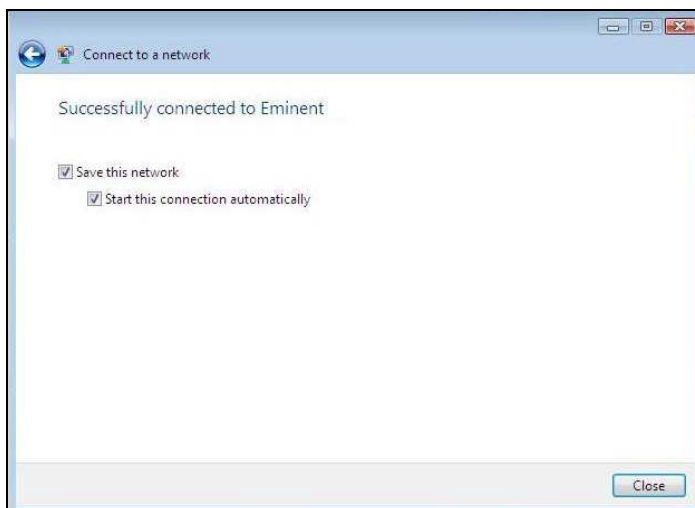 Connect to a network
Successfully connected to Eminent
Save this network
Start this connection automatically
Close